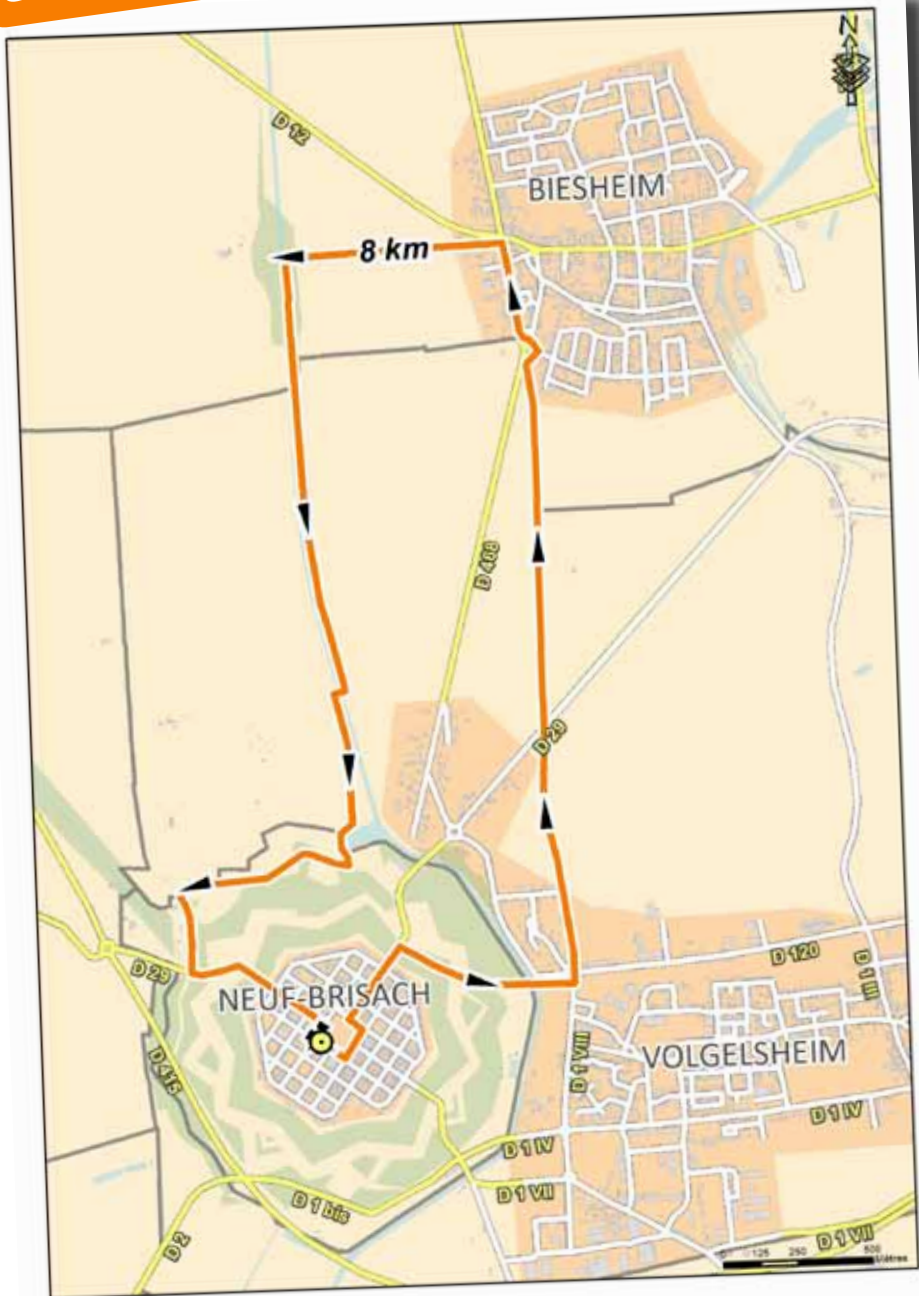 N
D 12
BIESHEIM
8 km
D 468
D 29
D 29
NEUF-BRISACH
D 120
D 1 III
D 415
D 1 VIII
VOLGELSHEIM
D 1 IV
D 1 IV
D 1 VII
D 1 bis
D 2
D 1 VII
0 125 250 500
Mètres